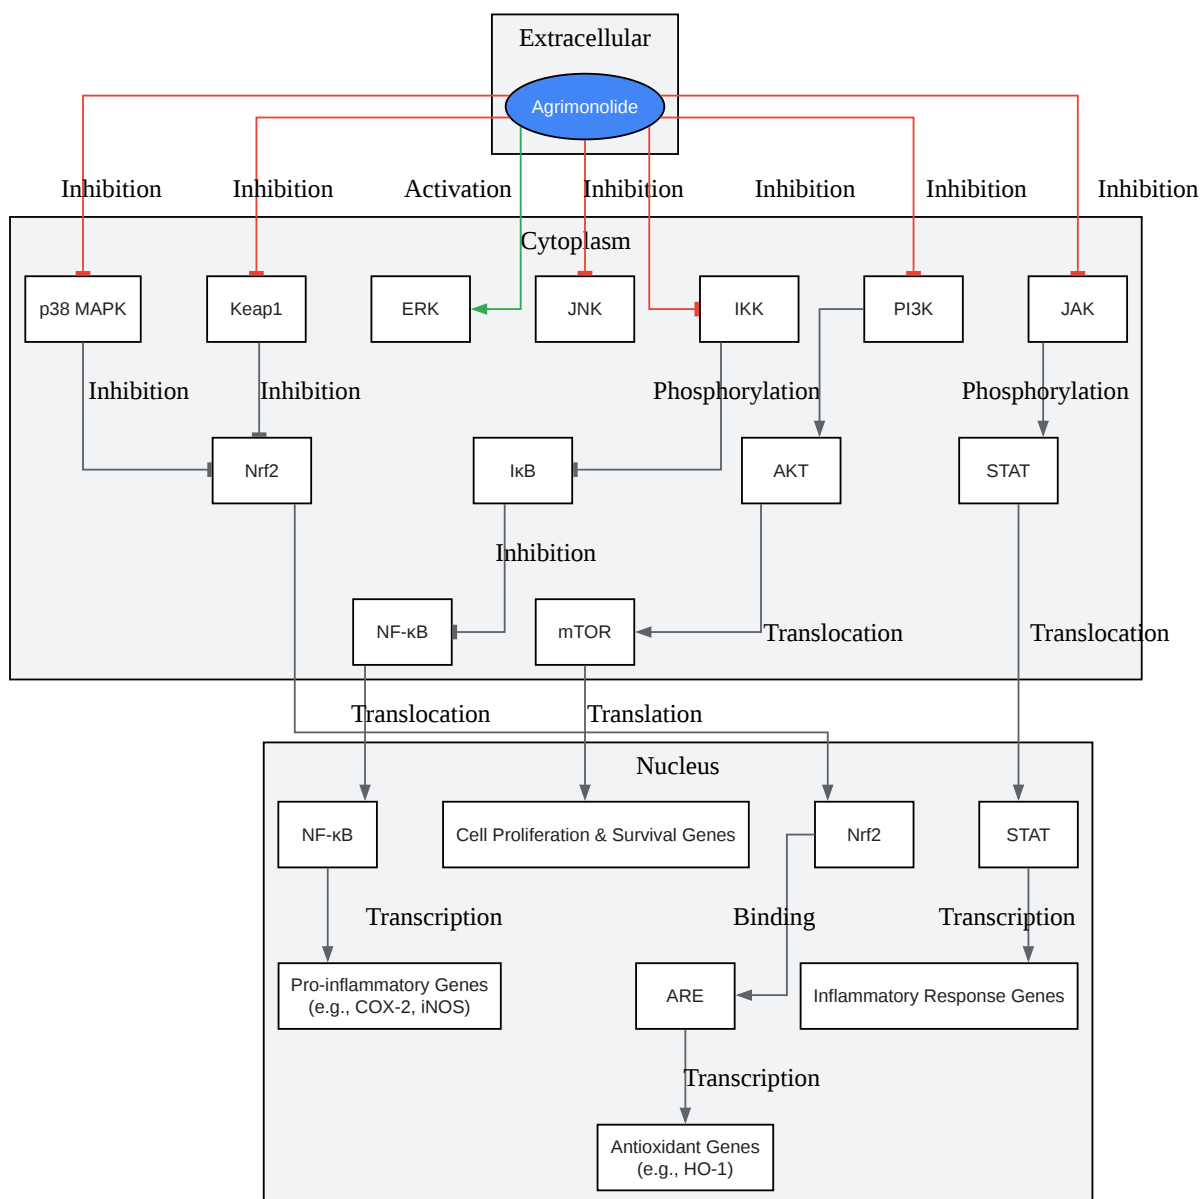 Extracellular
Agrimonolide
Inhibition
Inhibition
Activation
Inhibition
Inhibition
Inhibition
Inhibition
Cytoplasm
p38 MAPK
Keap1
ERK
JNK
IKK
PI3K
JAK
Inhibition
Inhibition
Phosphorylation
Phosphorylation
Nrf2
IκB
AKT
STAT
Inhibition
NF-κB
mTOR
Translocation
Translocation
Translocation
Translation
Nucleus
NF-κB
Cell Proliferation & Survival Genes
Nrf2
STAT
Transcription
Binding
Transcription
Pro-inflammatory Genes
(e.g., COX-2, iNOS)
ARE
Inflammatory Response Genes
Transcription
Antioxidant Genes
(e.g., HO-1)